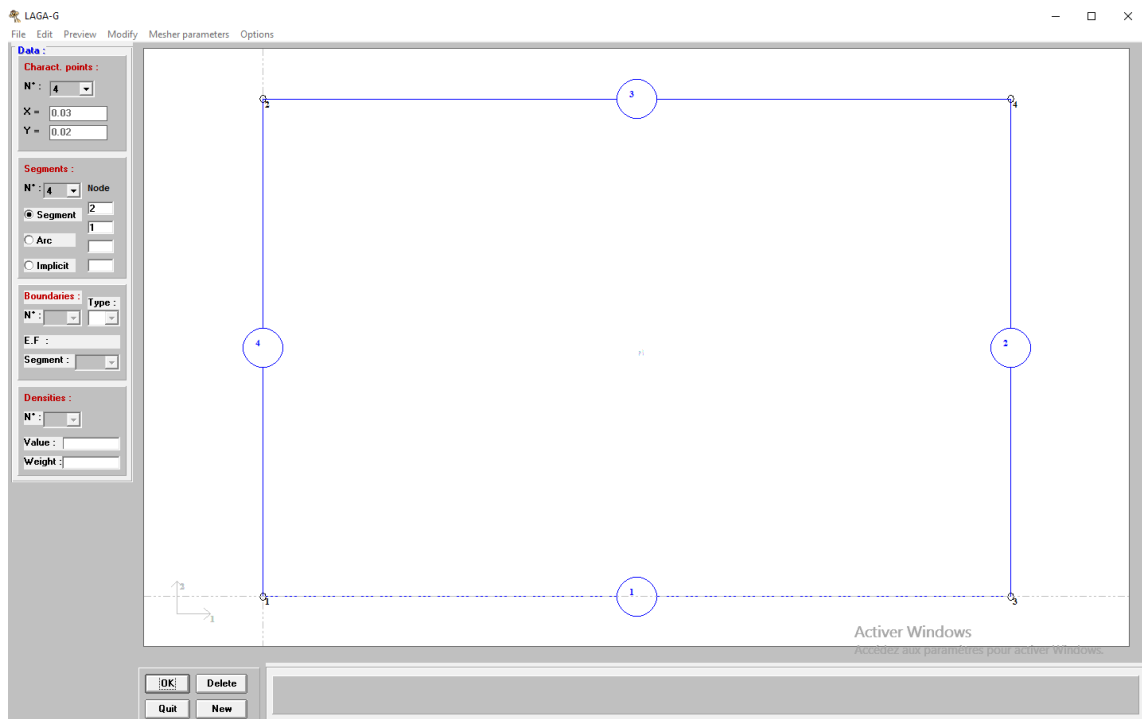 LAGA-G
File Edit Preview Modify Mesher parameters Options
Data :
Charact. points :
N° : 4
X = 0.03
Y = 0.02
Segments :
N° : 4 Node
Segment 2
1
Arc
Implicit
Boundaries : Type :
N° :
E.F :
Segment :
Densities :
N° :
Value :
Weight :
2 3 4
4 2
1 1 3
2
1
Activer Windows
Accédez aux paramètres pour activer Windows.
OK Delete
Quit New